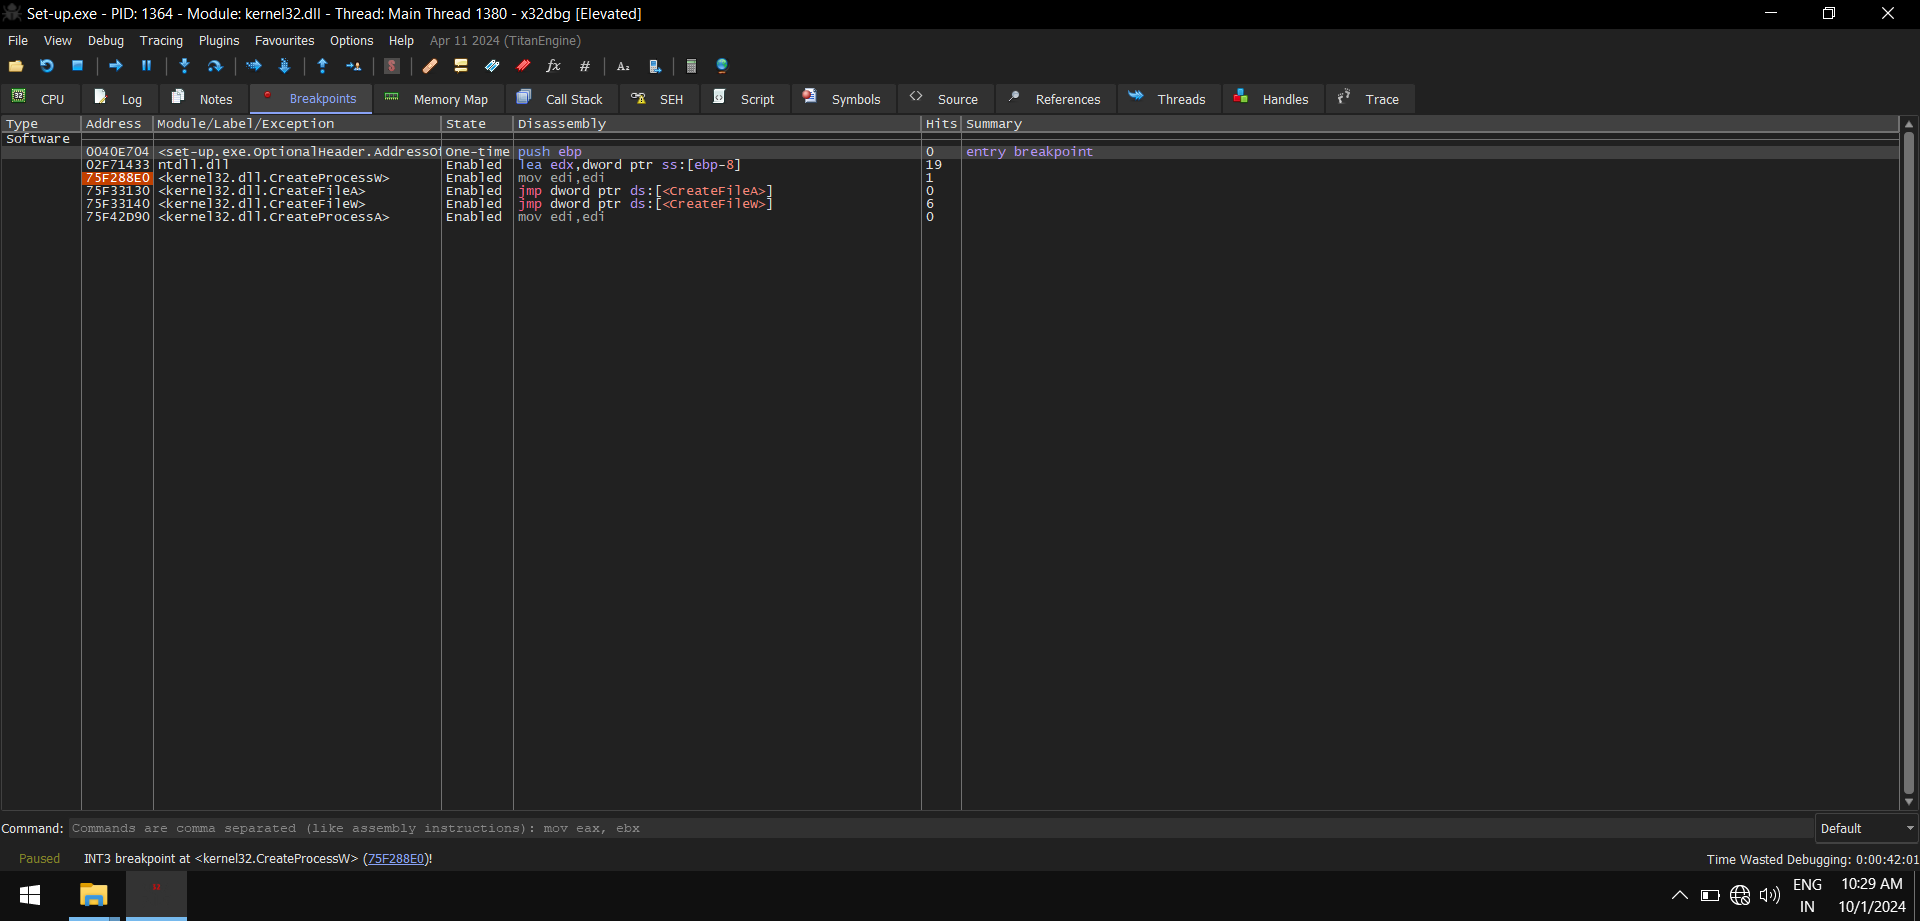 Set-up.exe - PID: 1364 - Module: kernel32.dll - Thread: Main Thread 1380 - x32dbg [Elevated]
File View Debug Tracing Plugins Favourites Options Help Apr 11 2024 (TitanEngine)
CPU Log Notes Breakpoints Memory Map Call Stack SEH Script Symbols Source References Threads Handles Trace
Type Address Module/Label/Exception State Disassembly Hits Summary
Software
0040E704 <set-up.exe.OptionalHeader.AddressOf One-time push ebp 0 entry breakpoint
02F71433 ntdll.dll Enabled lea edx,dword ptr ss:[ebp-8] 19
75F288E0 <kernel32.dll.CreateProcessW> Enabled mov edi,edi 1
75F33130 <kernel32.dll.CreateFileA> Enabled jmp dword ptr ds:[<CreateFileA>] 0
75F33140 <kernel32.dll.CreateFileW> Enabled jmp dword ptr ds:[<CreateFileW>] 6
75F42D90 <kernel32.dll.CreateProcessA> Enabled mov edi,edi 0
Command: Commands are comma separated (like assembly instructions): mov eax, ebx Default
Paused INT3 breakpoint at <kernel32.CreateProcessW> (75F288E0)! Time Wasted Debugging: 0:00:42:01
ENG 10:29 AM
IN 10/1/2024